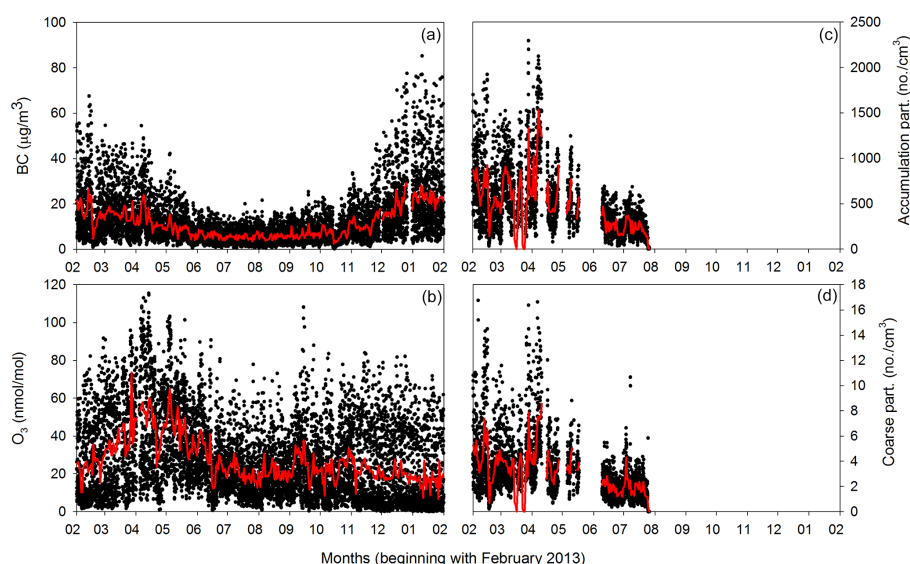 100
80
60
40
20
0
BC (µg/m³)
(a)
02 03 04 05 06 07 08 09 10 11 12 01 02
(c)
2500
2000
1500
1000
500
0
Accumulation part. (no./cm³)
02 03 04 05 06 07 08 09 10 11 12 01 02
120
100
80
60
40
20
0
O₃ (nmol/mol)
(b)
02 03 04 05 06 07 08 09 10 11 12 01 02
(d)
18
16
14
12
10
8
6
4
2
0
Coarse part. (no./cm³)
02 03 04 05 06 07 08 09 10 11 12 01 02
Months (beginning with February 2013)